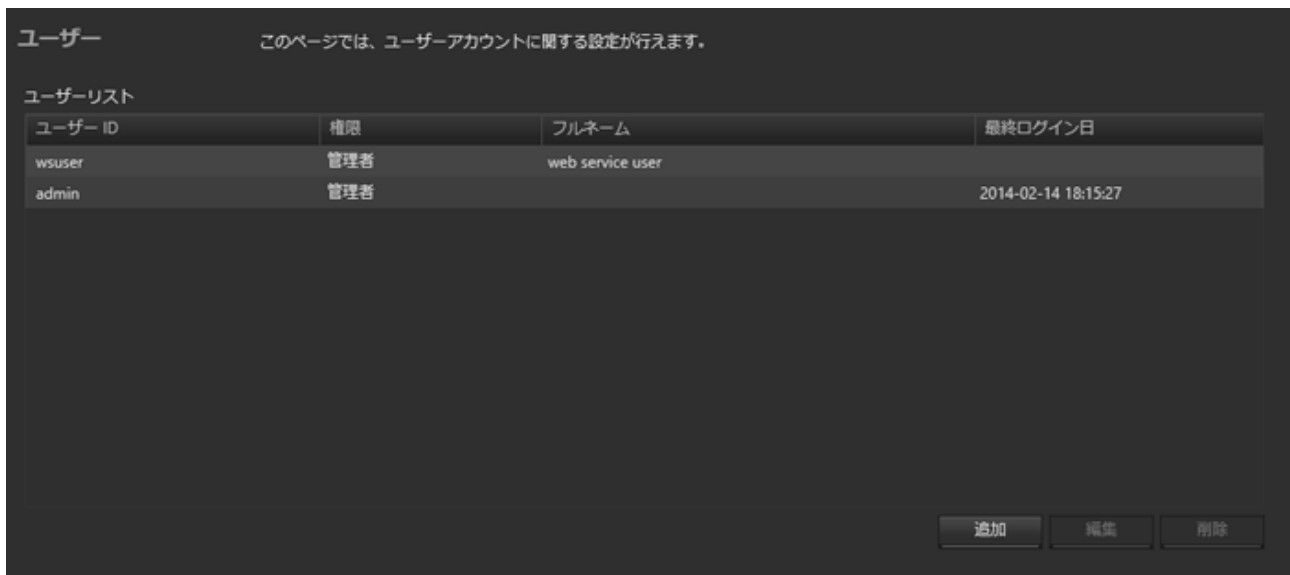 ユーザー このページでは、ユーザーアカウントに関する設定が行えます。
ユーザーリスト
ユーザー ID 権限 フルネーム 最終ログイン日
wsuser 管理者 web service user
admin 管理者 2014-02-14 18:15:27
追加 編集 削除